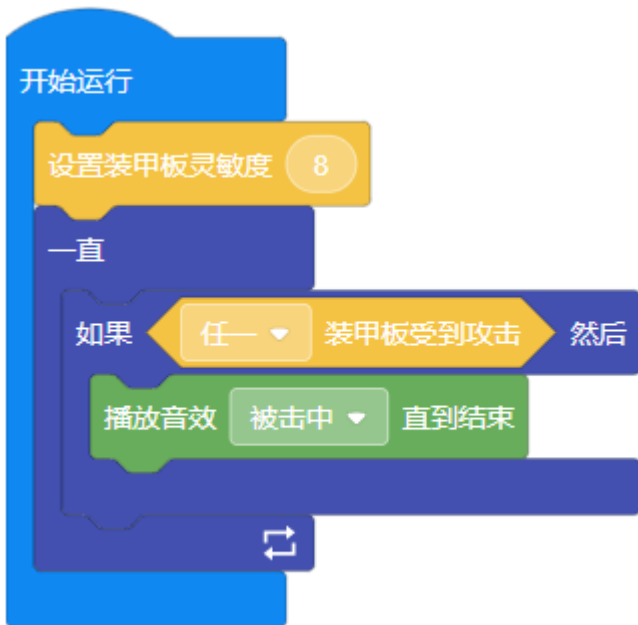 开始运行
设置装甲板灵敏度 8
一直
如果 任一 装甲板受到攻击 然后
播放音效 被击中 直到结束